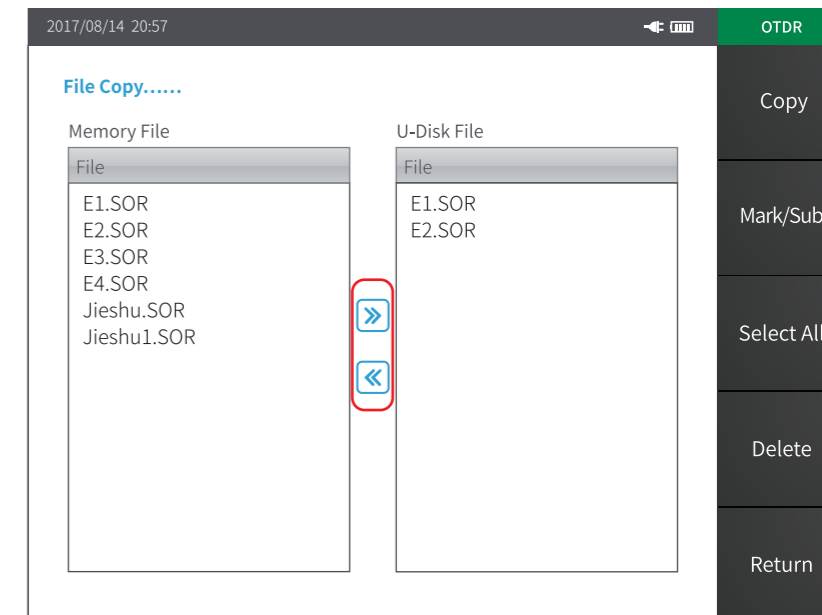 2017/08/14 20:57
OTDR
File Copy......
Memory File
File
E1.SOR
E2.SOR
E3.SOR
E4.SOR
Jieshu.SOR
Jieshu1.SOR
U-Disk File
File
E1.SOR
E2.SOR
Copy
Mark/Sub
Select All
Delete
Return